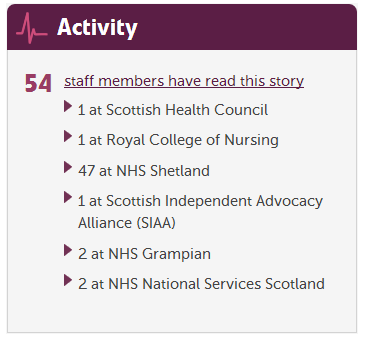 Activity
54 staff members have read this story
1 at Scottish Health Council
1 at Royal College of Nursing
47 at NHS Shetland
1 at Scottish Independent Advocacy
Alliance (SIAA)
2 at NHS Grampian
2 at NHS National Services Scotland